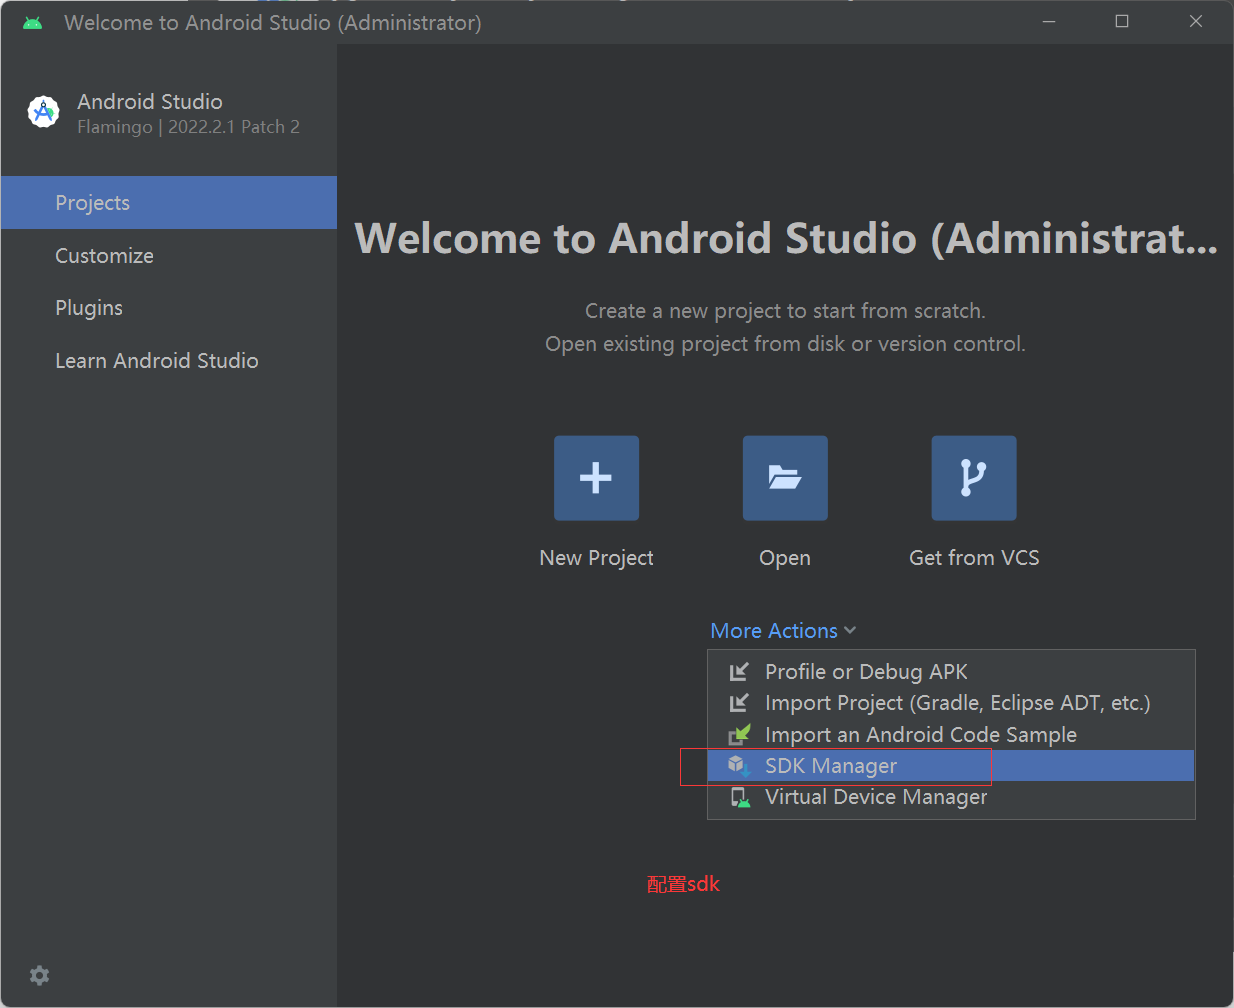 Welcome to Android Studio (Administrator)
Android Studio
Flamingo | 2022.2.1 Patch 2
Projects
Customize
Plugins
Learn Android Studio
Welcome to Android Studio (Administrat...
Create a new project to start from scratch.
Open existing project from disk or version control.
New Project
Open
Get from VCS
More Actions
Profile or Debug APK
Import Project (Gradle, Eclipse ADT, etc.)
Import an Android Code Sample
SDK Manager
Virtual Device Manager
配置sdk